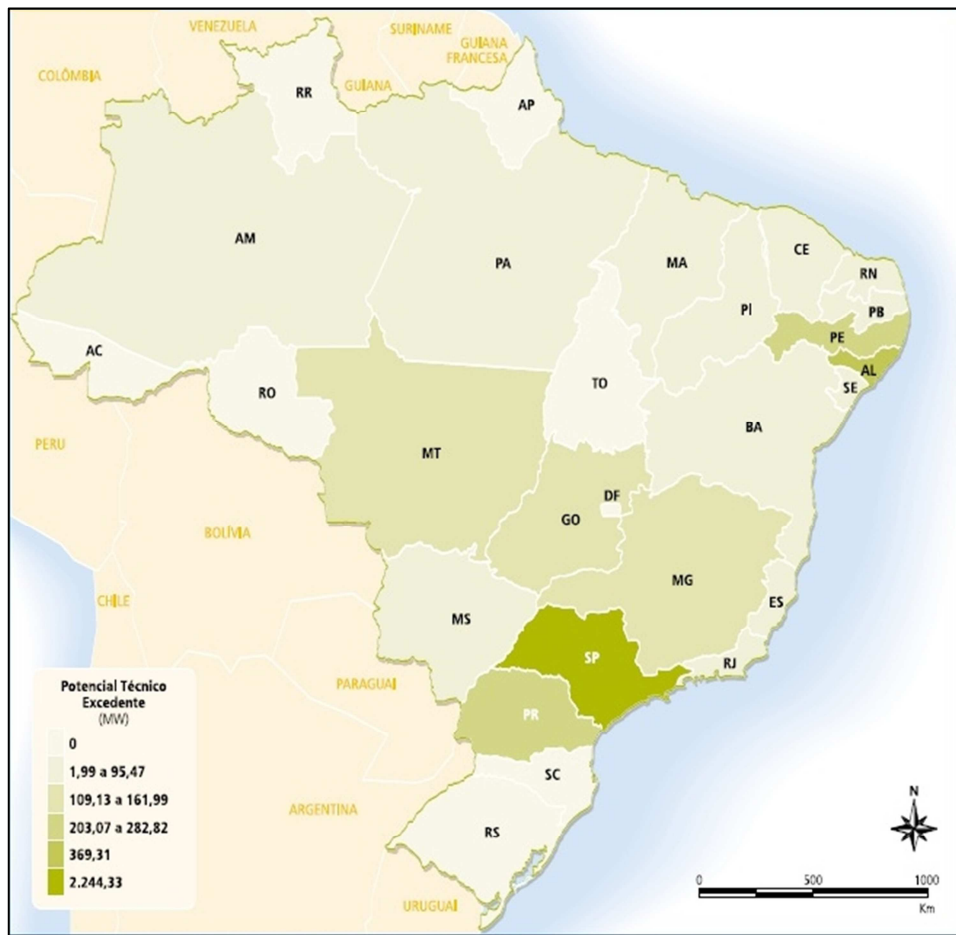 VENEZUELA
SURINAME
GUIANA
FRANCESA
COLÔMBIA
GUIANA
RR
AP
AM
PA
MA
CE
RN
PI
PB
PE
AC
AL
TO
SE
RO
BA
PERU
MT
DF
GO
BOLÍVIA
MG
CHILE
ES
MS
SP
RJ
PARAGUAI
PR
SC
ARGENTINA
RS
URUGUAI
Potencial Técnico
Excedente
(MW)
0
1,99 a 95,47
109,13 a 161,99
203,07 a 282,82
369,31
2.244,33
N
0 500 1000
Km